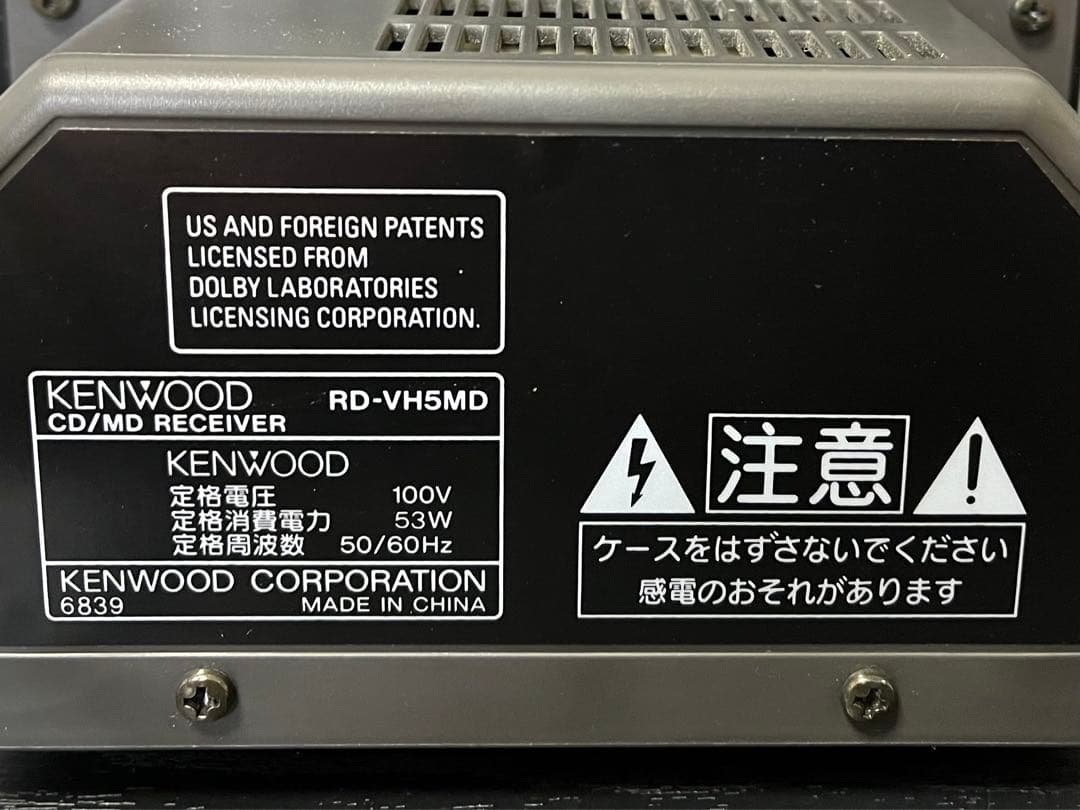 US AND FOREIGN PATENTS
LICENSED FROM
DOLBY LABORATORIES
LICENSING CORPORATION.
KENWOOD RD-VH5MD
CD/MD RECEIVER
KENWOOD
定格電圧 100V
定格消費電力 53W
定格周波数 50/60Hz
KENWOOD CORPORATION
6839 MADE IN CHINA
注意
ケースをはずさないでください
感電のおそれがあります